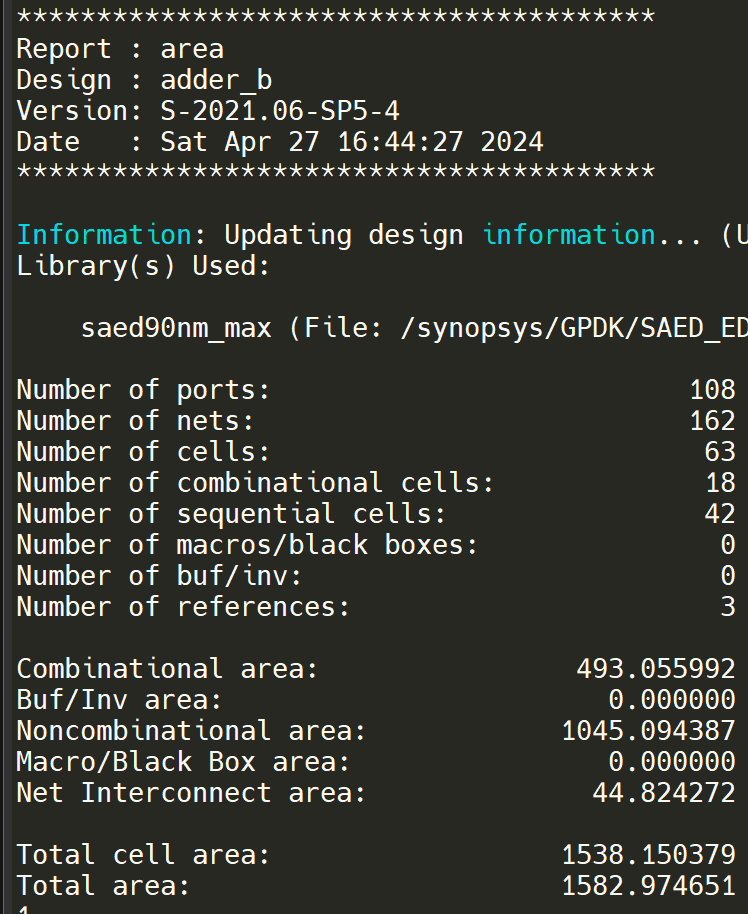 ****************************************
Report : area
Design : adder_b
Version: S-2021.06-SP5-4
Date   : Sat Apr 27 16:44:27 2024
****************************************
Information: Updating design information... (U
Library(s) Used:
saed90nm_max (File: /synopsys/GPDK/SAED_ED
Number of ports: 108
Number of nets: 162
Number of cells: 63
Number of combinational cells: 18
Number of sequential cells: 42
Number of macros/black boxes: 0
Number of buf/inv: 0
Number of references: 3
Combinational area: 493.055992
Buf/Inv area: 0.000000
Noncombinational area: 1045.094387
Macro/Black Box area: 0.000000
Net Interconnect area: 44.824272
Total cell area: 1538.150379
Total area: 1582.974651
1